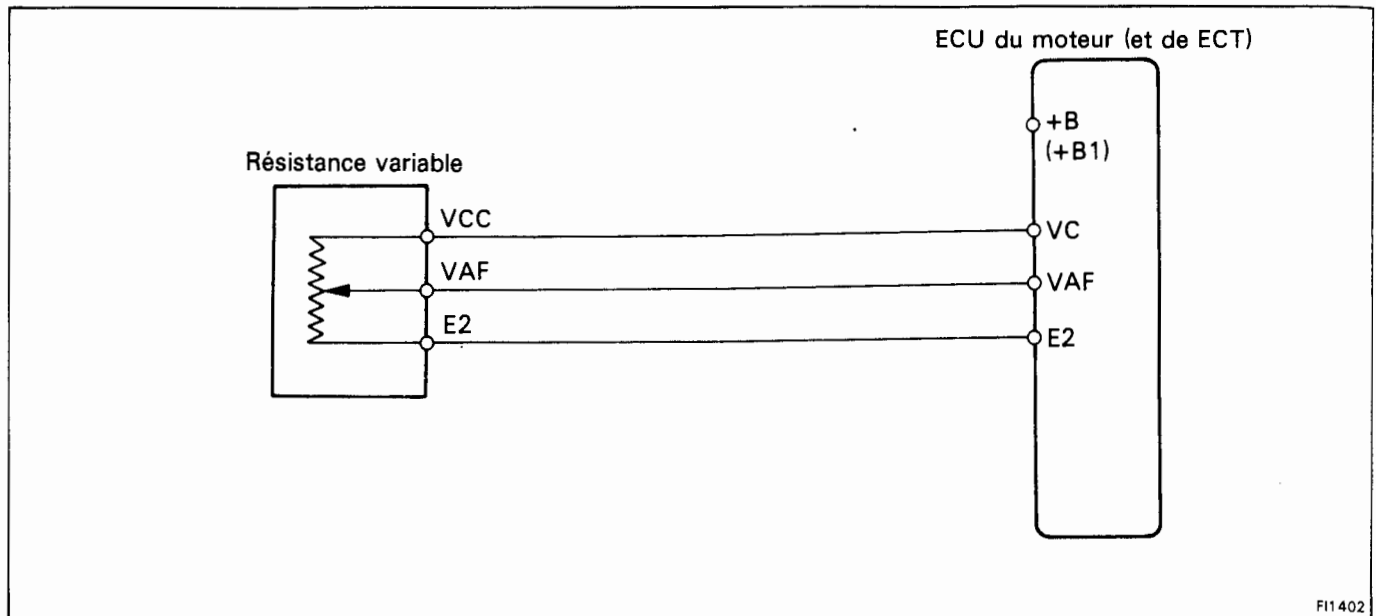 ECU du moteur (et de ECT)
+B
(+B1)
Résistance variable
VCC
VC
VAF
VAF
E2
E2
FI1402